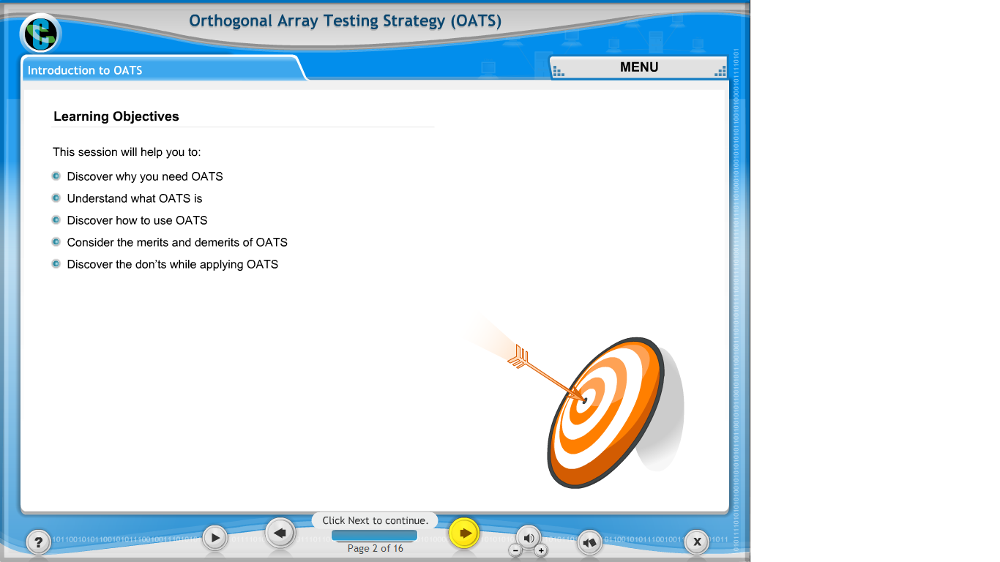 Orthogonal Array Testing Strategy (OATS)
Introduction to OATS
MENU
Learning Objectives
This session will help you to:
Discover why you need OATS
Understand what OATS is
Discover how to use OATS
Consider the merits and demerits of OATS
Discover the don’ts while applying OATS
Click Next to continue.
Page 2 of 16
?
X